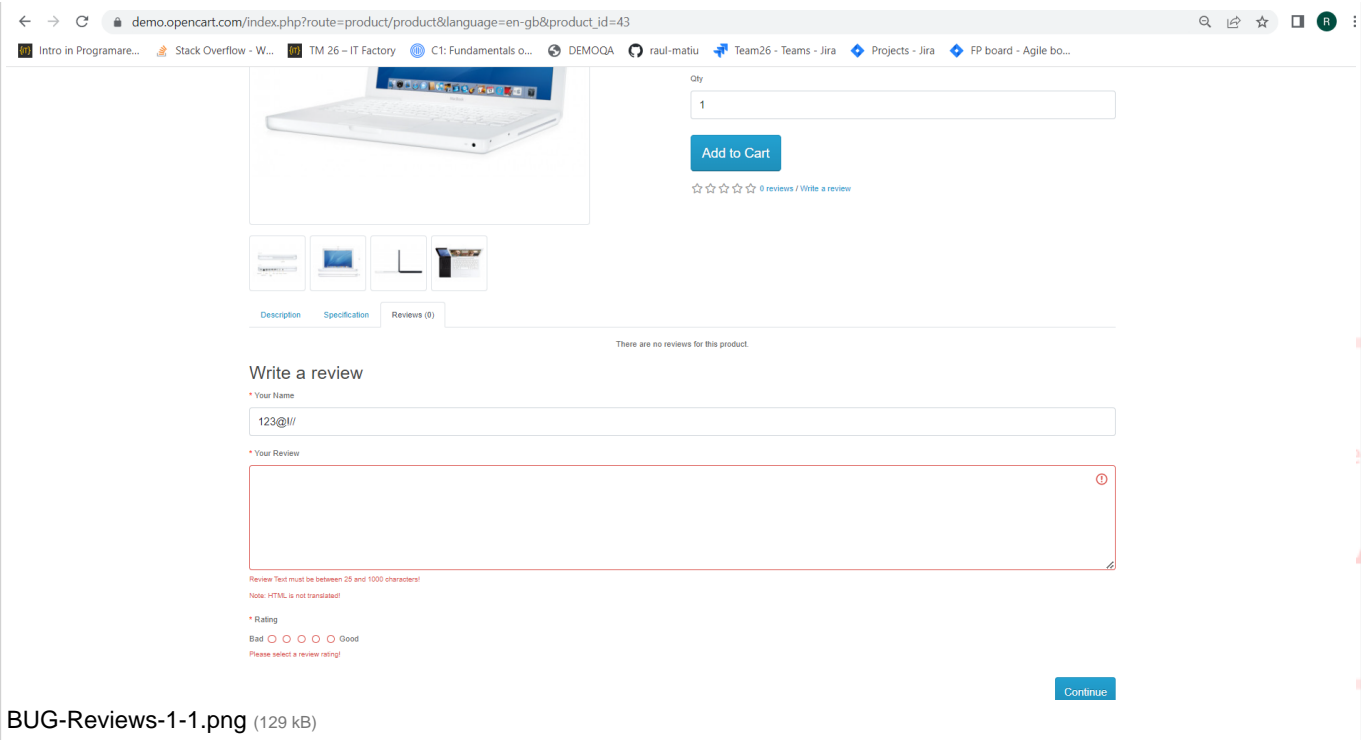 demo.opencart.com/index.php?route=product/product&language=en-gb&product_id=43
R
Intro in Programare... Stack Overflow - W... TM 26 – IT Factory C1: Fundamentals o... DEMOQA raul-matiu Team26 - Teams - Jira Projects - Jira FP board - Agile bo...
Qty
1
Add to Cart
0 reviews / Write a review
Description Specification Reviews (0)
There are no reviews for this product.
Write a review
* Your Name
123@!//
* Your Review
Review Text must be between 25 and 1000 characters!
Note: HTML is not translated!
* Rating
Bad Good
Please select a review rating!
Continue
BUG-Reviews-1-1.png (129 kB)